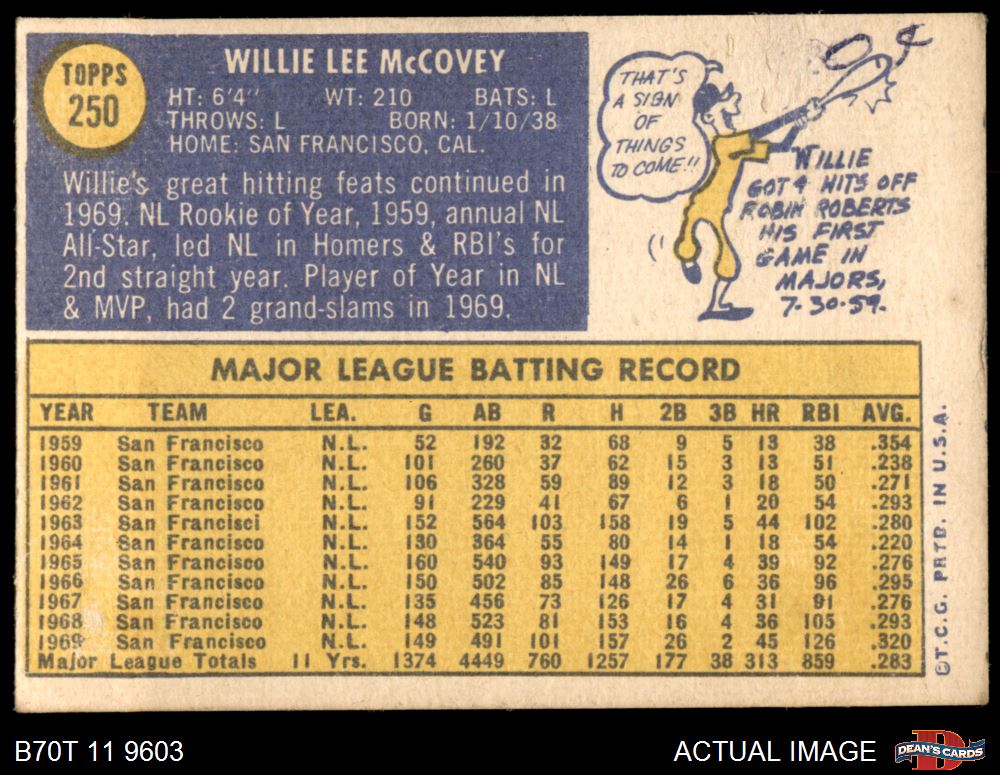 TOPPS
250
WILLIE LEE McCOVEY
HT: 6'4" WT: 210 BATS: L
THROWS: L BORN: 1/10/38
HOME: SAN FRANCISCO, CAL.
Willie's great hitting feats continued in
1969. NL Rookie of Year, 1959, annual NL
All-Star, led NL in Homers & RBI's for
2nd straight year. Player of Year in NL
& MVP, had 2 grand-slams in 1969.
THAT'S
A SIGN
OF
THINGS
TO COME!!
WILLIE
GOT 4 HITS OFF
ROBIN ROBERTS
HIS FIRST
GAME IN
MAJORS,
7-30-59.
MAJOR LEAGUE BATTING RECORD
YEAR TEAM LEA. G AB R H 2B 3B HR RBI AVG.
1959 San Francisco N.L. 52 192 32 68 9 5 13 38 .354
1960 San Francisco N.L. 101 260 37 62 15 3 13 51 .238
1961 San Francisco N.L. 106 328 59 89 12 3 18 50 .271
1962 San Francisco N.L. 91 229 41 67 6 1 20 54 .293
1963 San Francisci N.L. 152 564 103 158 19 5 44 102 .280
1964 San Francisco N.L. 130 364 55 80 14 1 18 54 .220
1965 San Francisco N.L. 160 540 93 149 17 4 39 92 .276
1966 San Francisco N.L. 150 502 85 148 26 6 36 96 .295
1967 San Francisco N.L. 135 456 73 126 17 4 31 91 .276
1968 San Francisco N.L. 148 523 81 153 16 4 36 105 .293
1969 San Francisco N.L. 149 491 101 157 26 2 45 126 .320
Major League Totals 11 Yrs. 1374 4449 760 1257 177 38 313 859 .283
©T.C.G. PRTD. IN U.S.A.
B70T 11 9603
ACTUAL IMAGE
DEAN'S CARDS